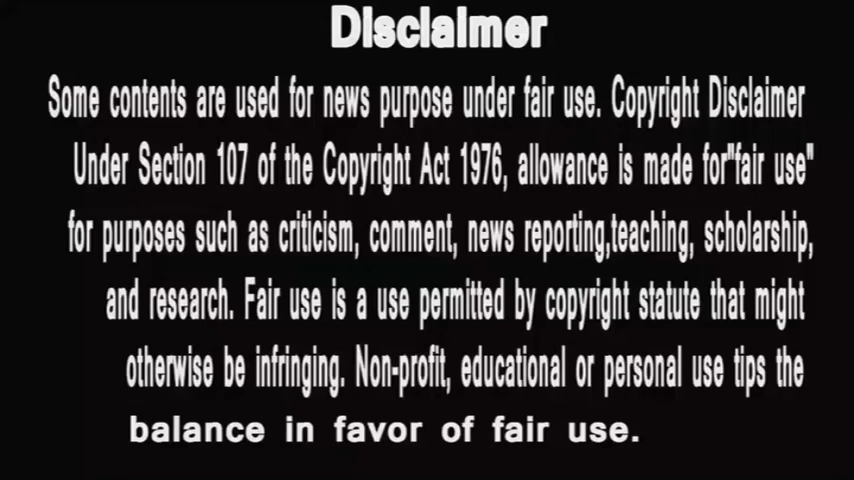 Disclaimer
Some contents are used for news purpose under fair use. Copyright Disclaimer
Under Section 107 of the Copyright Act 1976, allowance is made for"fair use"
for purposes such as criticism, comment, news reporting,teaching, scholarship,
and research. Fair use is a use permitted by copyright statute that might
otherwise be infringing. Non-profit, educational or personal use tips the
balance in favor of fair use.